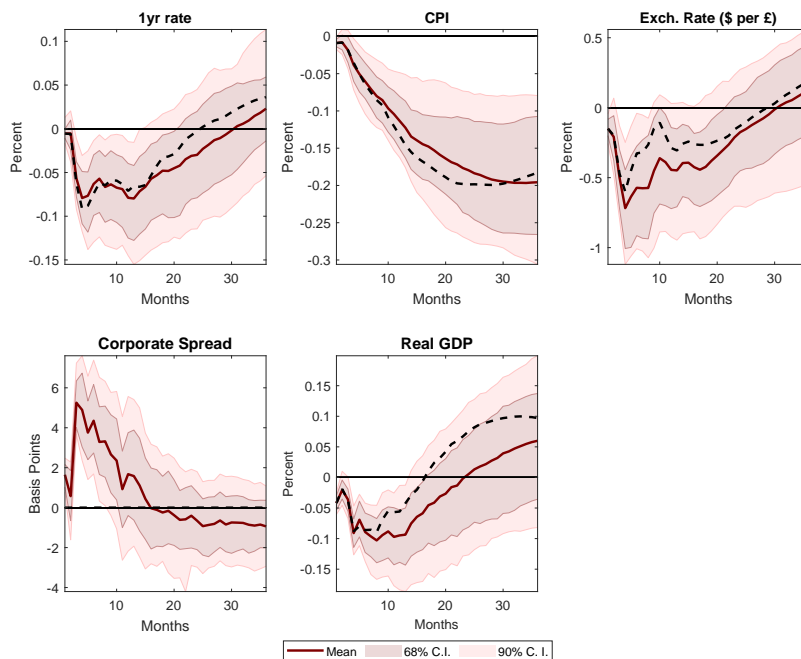 1yr rate
0.1
0.05
0
-0.05
-0.1
-0.15
Percent
10
20
30
Months
CPI
0
-0.05
-0.1
-0.15
-0.2
-0.25
-0.3
Percent
10
20
30
Months
Exch. Rate ($ per £)
0.5
0
-0.5
-1
Percent
10
20
30
Months
Corporate Spread
6
4
2
0
-2
-4
Basis Points
10
20
30
Months
Real GDP
0.15
0.1
0.05
0
-0.05
-0.1
-0.15
Percent
10
20
30
Months
Mean 68% C.I. 90% C. I.